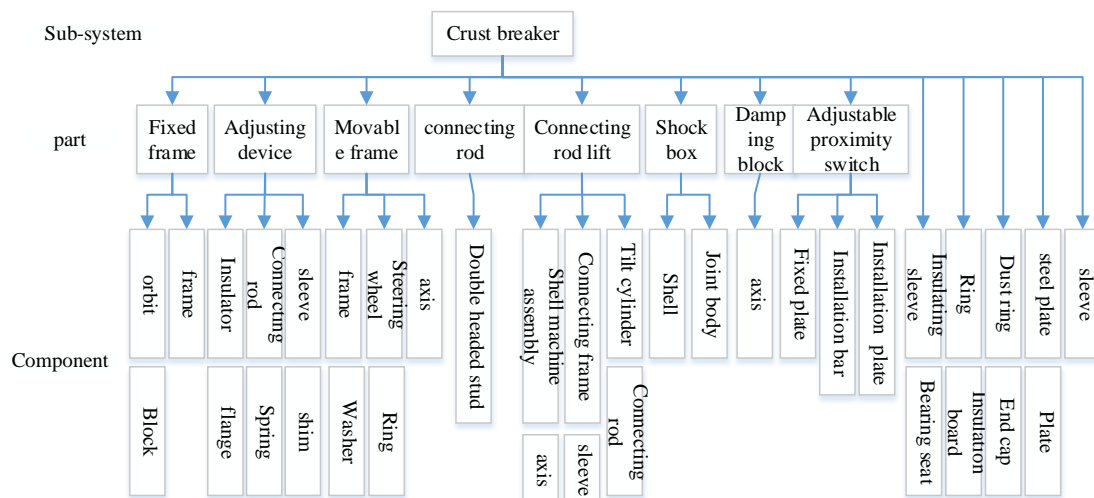 Sub-system
Crust breaker
part
Fixed
frame
Adjusting
device
Movabl
e frame
connecting
rod
Connecting
rod lift
Shock
box
Damp
ing
block
Adjustable
proximity
switch
Component
orbit
frame
Insulator
Connecting
rod
sleeve
frame
Steering
wheel
axis
Double headed stud
Shell machine
assembly
Connecting frame
Tilt cylinder
Shell
Joint body
axis
Fixed plate
Installation bar
Installation plate
Insulating
sleeve
Ring
Dust ring
steel plate
sleeve
Block
flange
Spring
shim
Washer
Ring
axis
sleeve
Connecting
rod
Bearing seat
Insulation
board
End cap
Plate